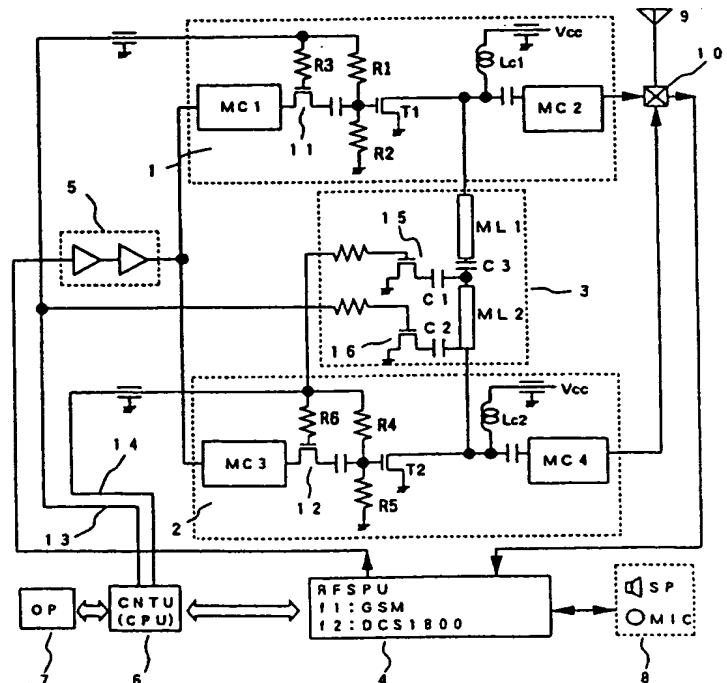 9
Vcc
10
R3
R1
Lc1
MC1
T1
MC2
11
R2
1
5
15
ML1
C3
C1
3
ML2
C2
16
Vcc
R6
R4
Lc2
14
MC3
T2
MC4
12
R5
13
2
OP
CNTU
(CPU)
RFSPU
f1:GSM
f2:DCS1800
SP
MIC
7
6
4
8